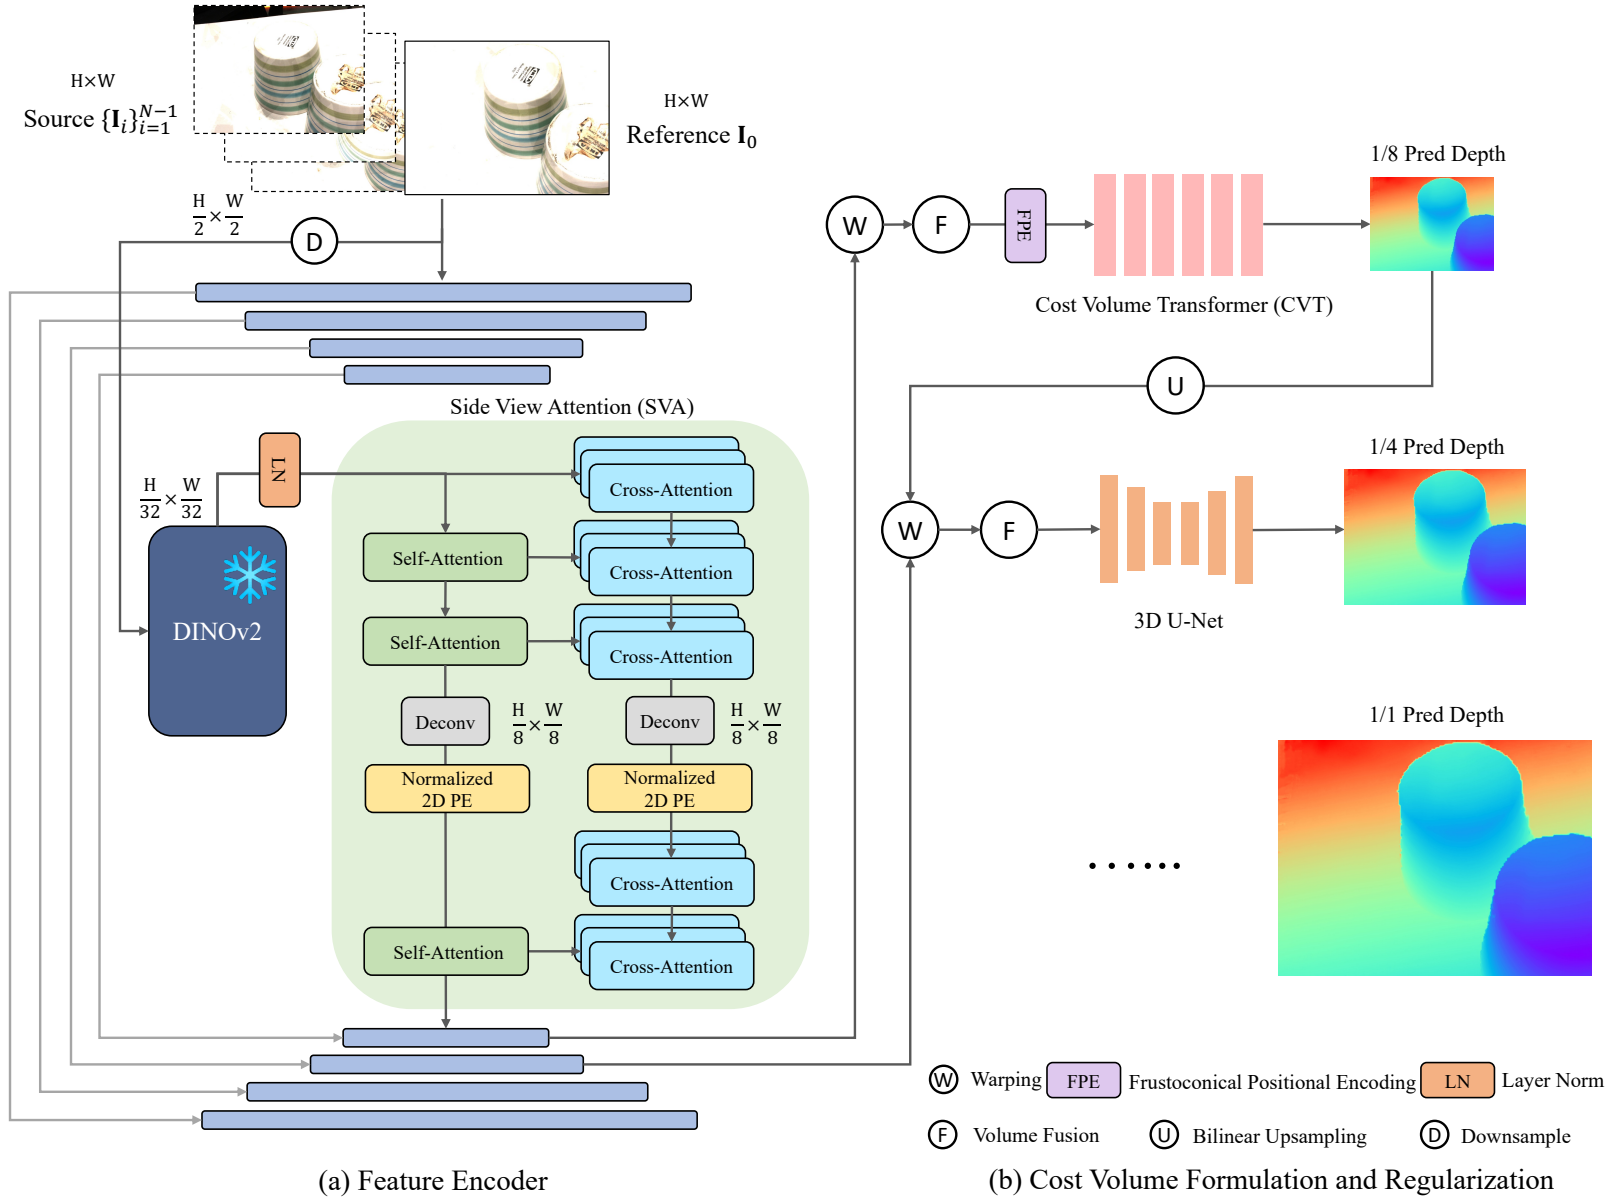 H×W
Source {I_i}_{i=1}^{N−1}
H×W
Reference I_0
H/2 × W/2
D
Side View Attention (SVA)
LN
H/32 × W/32
DINOv2
Cross-Attention
Self-Attention
Cross-Attention
Self-Attention
Cross-Attention
Deconv
H/8 × W/8
Deconv
H/8 × W/8
Normalized
2D PE
Normalized
2D PE
Cross-Attention
Self-Attention
Cross-Attention
(a) Feature Encoder
1/8 Pred Depth
W
F
FPE
Cost Volume Transformer (CVT)
U
1/4 Pred Depth
W
F
3D U-Net
1/1 Pred Depth
······
W Warping
FPE Frustoconical Positional Encoding
LN Layer Norm
F Volume Fusion
U Bilinear Upsampling
D Downsample
(b) Cost Volume Formulation and Regularization